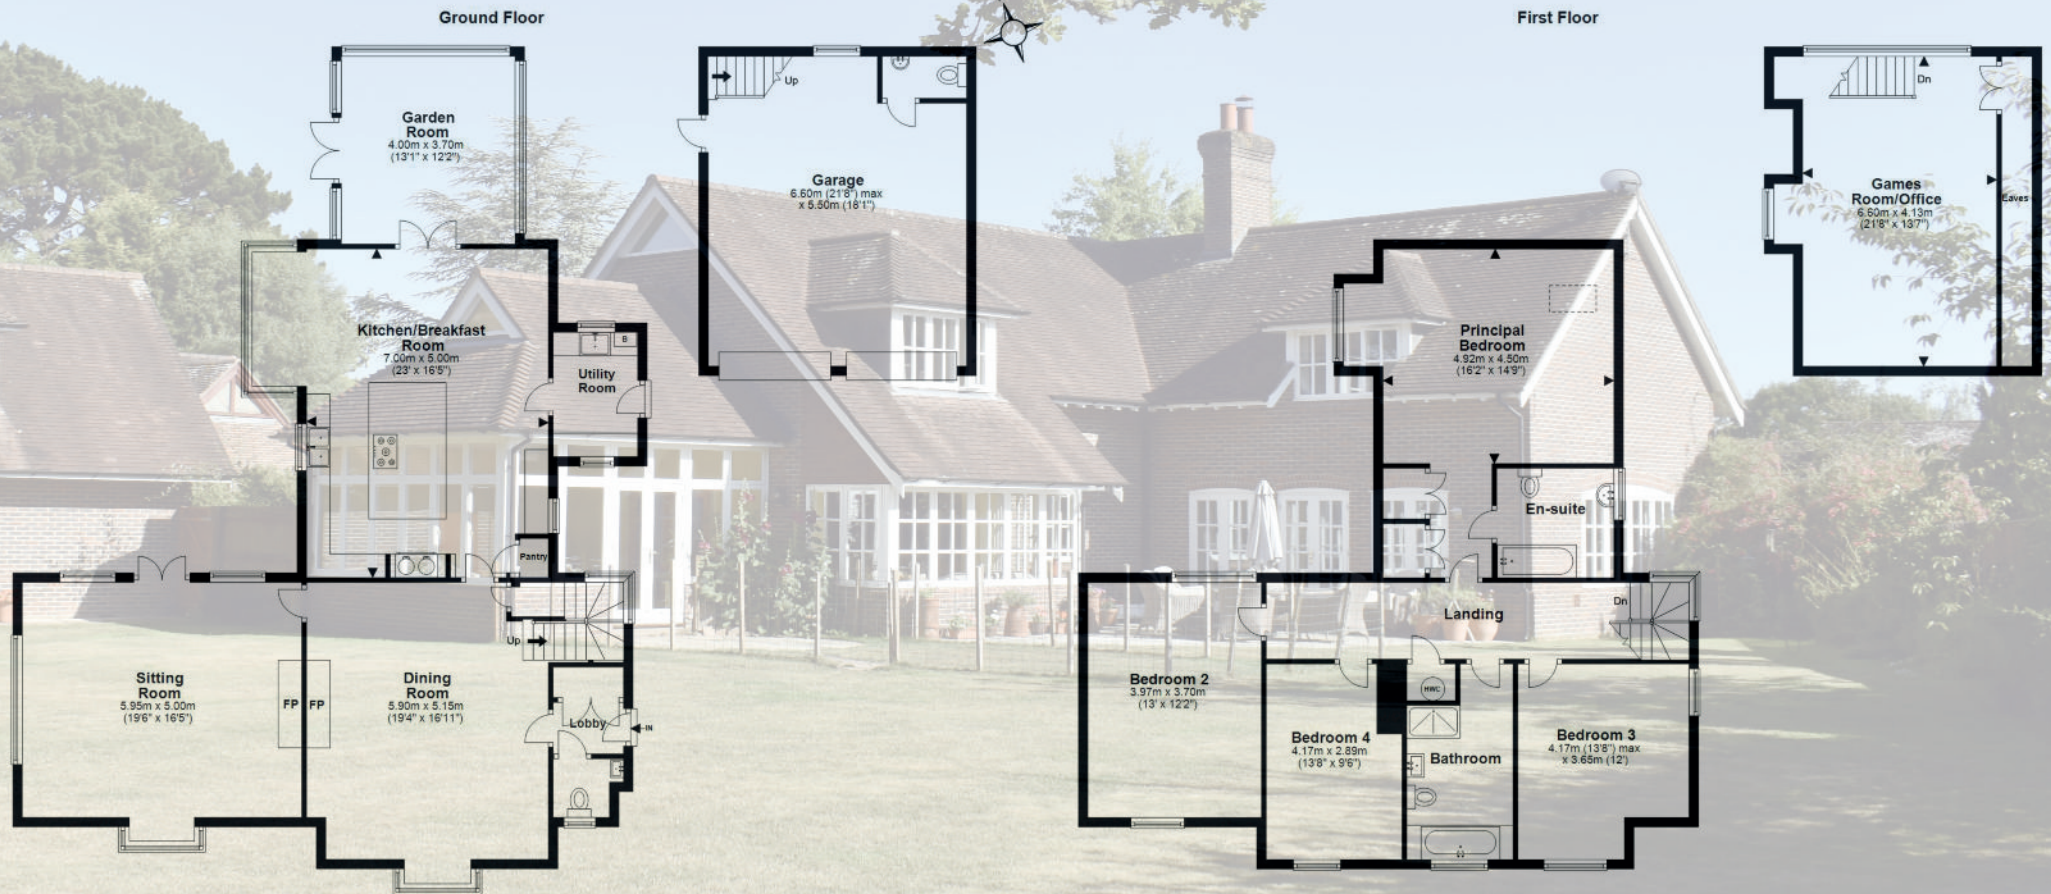 Ground Floor
First Floor
Garden
Room
4.00m x 3.70m
(13'1" x 12'2")
Up
Garage
6.60m (21'8") max
x 5.50m (18'1")
Dn
Games
Room/Office
6.60m x 4.13m
(21'8" x 13'7")
Eaves
Kitchen/Breakfast
Room
7.00m x 5.00m
(23' x 16'5")
B
Utility
Room
Pantry
Principal
Bedroom
4.92m x 4.50m
(16'2" x 14'9")
En-suite
Up
Sitting
Room
5.95m x 5.00m
(19'6" x 16'5")
FP
FP
Dining
Room
5.90m x 5.15m
(19'4" x 16'11")
Lobby
IN
Landing
Dn
Bedroom 2
3.97m x 3.70m
(13' x 12'2")
HWC
Bedroom 4
4.17m x 2.89m
(13'8" x 9'6")
Bathroom
Bedroom 3
4.17m (13'8") max
x 3.65m (12')